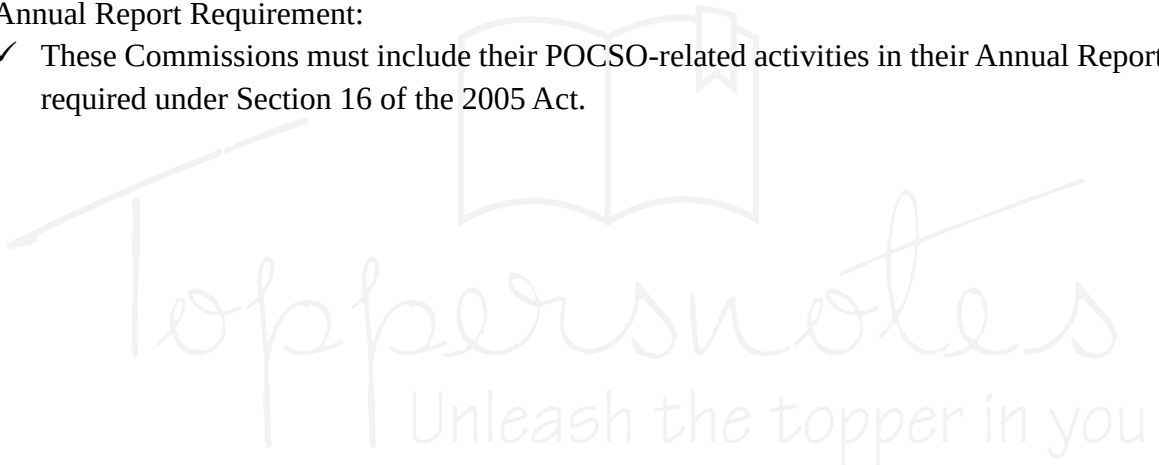 Annual Report Requirement:
✓ These Commissions must include their POCSO-related activities in their Annual Report
required under Section 16 of the 2005 Act.
Toppersnotes
Unleash the topper in you